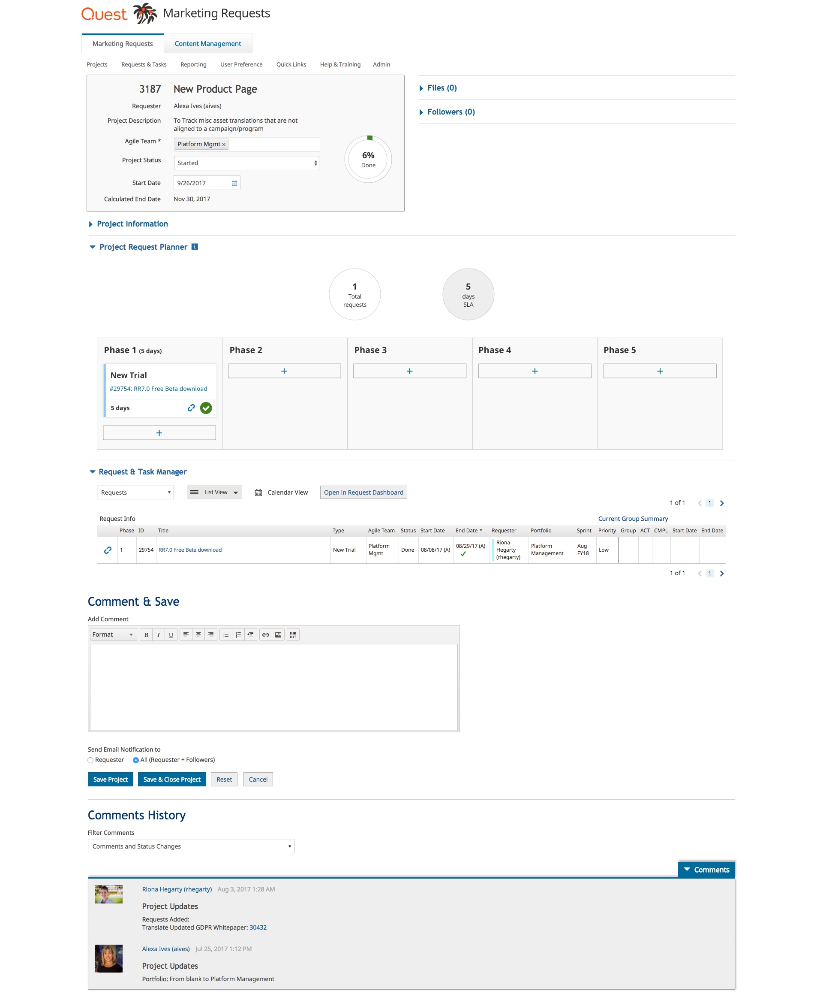 Quest Marketing Requests
Marketing Requests Content Management
Projects Requests & Tasks Reporting User Preference Quick Links Help & Training Admin
3187 New Product Page
Requester Alexa Ives (aives)
Project Description To Track misc asset translations that are not
aligned to a campaign/program
Agile Team * Platform Mgmt ×
Project Status Started
Start Date 9/26/2017
Calculated End Date Nov 30, 2017
6%
Done
Files (0)
Followers (0)
Project Information
Project Request Planner i
1
Total
requests
5
days
SLA
Phase 1 (5 days) Phase 2 Phase 3 Phase 4 Phase 5
+ + + +
New Trial
#29754: RR7.0 Free Beta download
5 days
+
Request & Task Manager
Requests List View Calendar View Open in Request Dashboard
1 of 1 1
Request Info Current Group Summary
Phase ID Title Type Agile Team Status Start Date End Date Requester Portfolio Sprint Priority Group ACT CMPL Start Date End Date
1 29754 RR7.0 Free Beta download New Trial Platform Mgmt Done 08/08/17 (A) 08/29/17 (A) Riona Hegarty (rhegarty) Platform Management Aug FY18 Low
1 of 1 1
Comment & Save
Add Comment
Format B I U
Send Email Notification to
Requester All (Requester + Followers)
Save Project Save & Close Project Reset Cancel
Comments History
Filter Comments
Comments and Status Changes
Comments
Riona Hegarty (rhegarty) Aug 3, 2017 1:28 AM
Project Updates
Requests Added:
Translate Updated GDPR Whitepaper: 30432
Alexa Ives (aives) Jul 25, 2017 1:12 PM
Project Updates
Portfolio: From blank to Platform Management